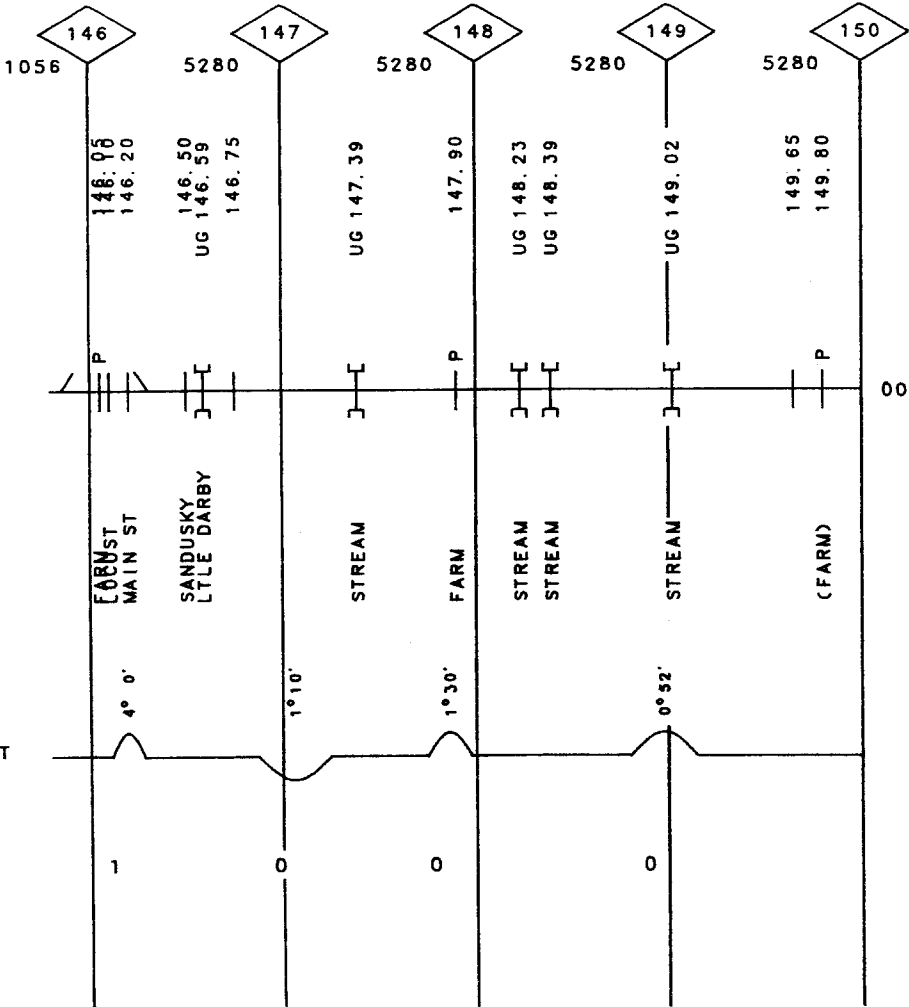 146 147 148 149 150
1056 5280 5280 5280 5280
146.05
146.10
146.20
146.50
UG 146.59
146.75
UG 147.39
147.90
UG 148.23
UG 148.39
UG 149.02
149.65
149.80
P P P
00
FARM
LOCUST
MAIN ST
SANDUSKY
LTLE DARBY
STREAM
FARM
STREAM
STREAM
STREAM
(FARM)
4° 0' 1°10' 1°30' 0°52'
T
1 0 0 0